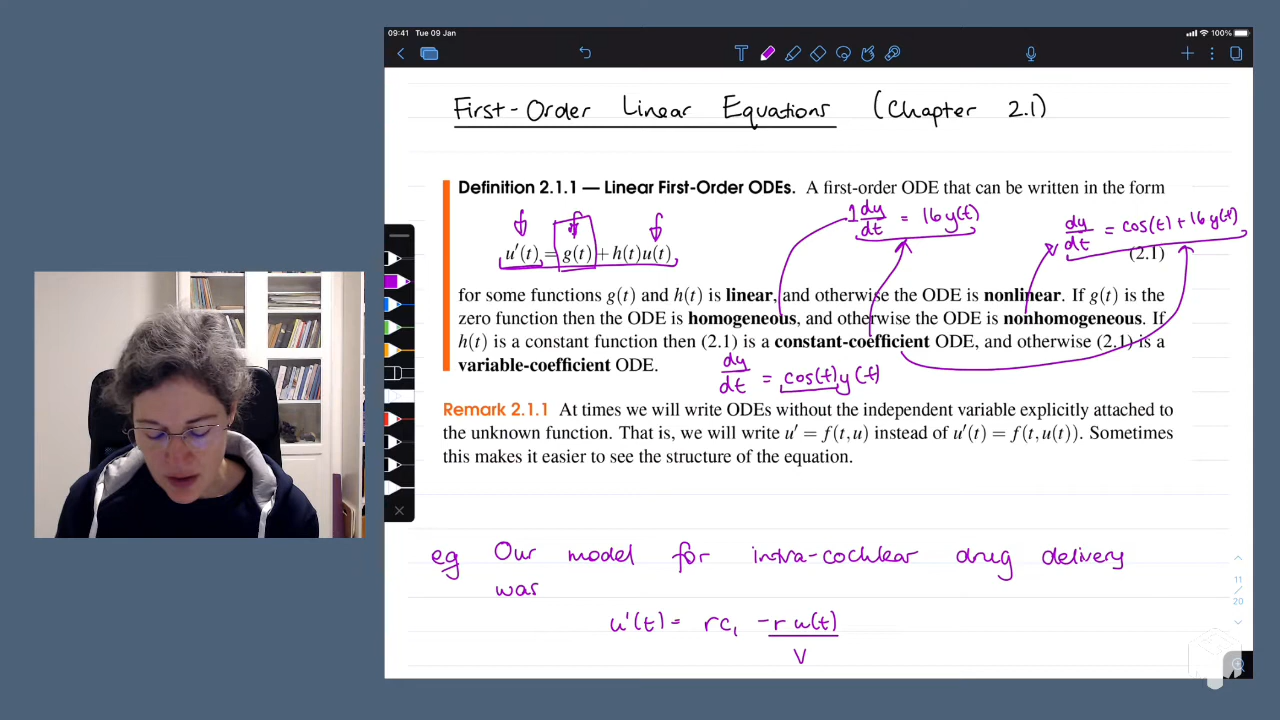 09:41 Tue 09 Jan
100%
First-Order Linear Equations (Chapter 2.1)
Definition 2.1.1 — Linear First-Order ODEs. A first-order ODE that can be written in the form
1 dy/dt = 16y(t)
dy/dt = cos(t) + 16y(t)
u′(t) = g(t) + h(t)u(t)
(2.1)
for some functions g(t) and h(t) is linear, and otherwise the ODE is nonlinear. If g(t) is the
zero function then the ODE is homogeneous, and otherwise the ODE is nonhomogeneous. If
h(t) is a constant function then (2.1) is a constant-coefficient ODE, and otherwise (2.1) is a
variable-coefficient ODE.
dy/dt = cos(t)y(t)
Remark 2.1.1 At times we will write ODEs without the independent variable explicitly attached to
the unknown function. That is, we will write u′ = f(t,u) instead of u′(t) = f(t,u(t)). Sometimes
this makes it easier to see the structure of the equation.
eg Our model for intra-cochlear drug delivery
was
u'(t) = rc₁ - r u(t)
V
11
/
20